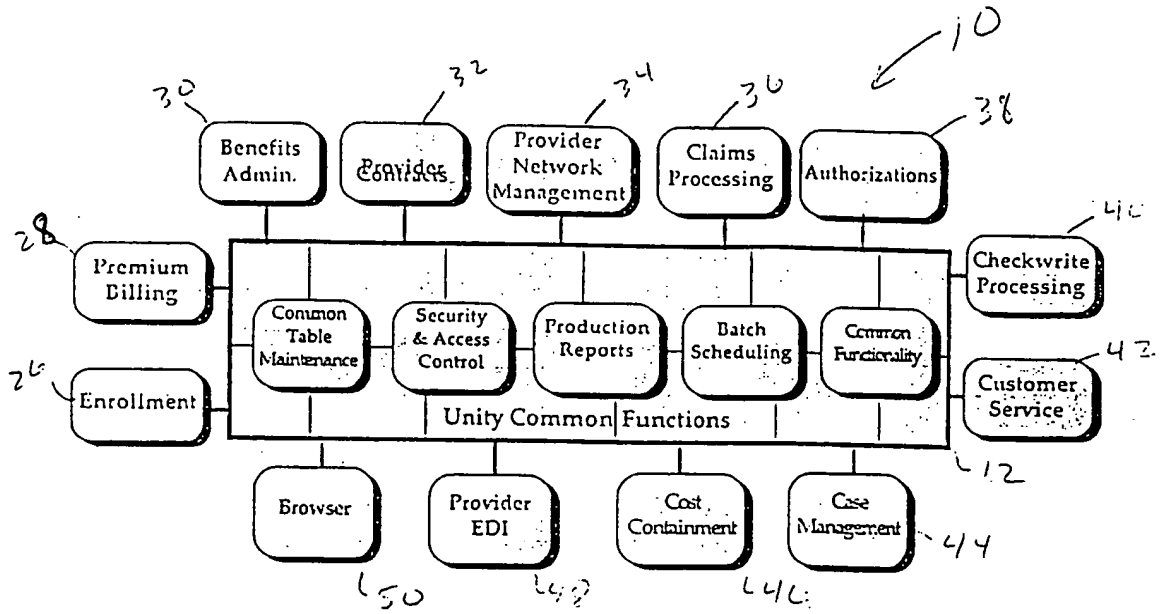 10
30
32
34
36
38
Benefits
Admin.
Provider
Contracts
Provider
Network
Management
Claims
Processing
Authorizations
28
Premium
Billing
40
Checkwrite
Processing
Common
Table
Maintenance
Security
& Access
Control
Production
Reports
Batch
Scheduling
Common
Functionality
26
Enrollment
42
Customer
Service
Unity Common Functions
12
Browser
Provider
EDI
Cost
Containment
Case
Management
44
50
48
46